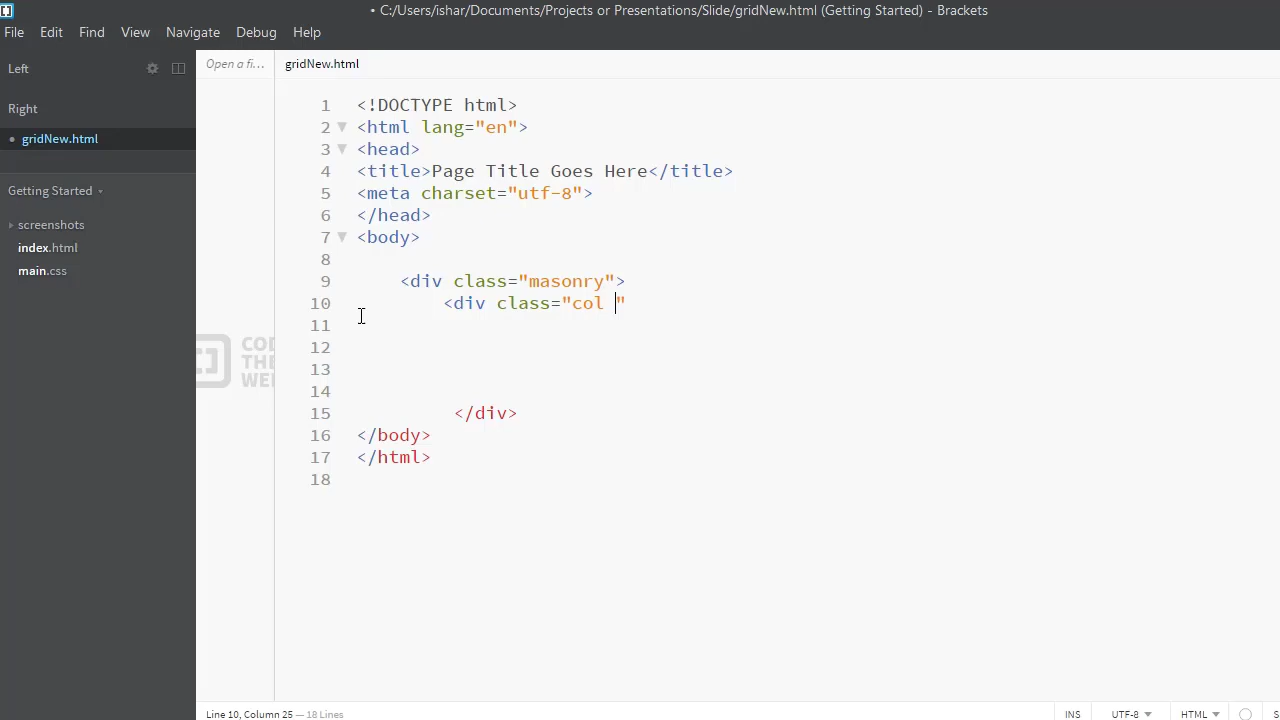 • C:/Users/ishar/Documents/Projects or Presentations/Slide/gridNew.html (Getting Started) - Brackets
File Edit Find View Navigate Debug Help
Left
Open a fi...
gridNew.html
Right
• gridNew.html
Getting Started
screenshots
index.html
main.css
COD
THE
WE
1 <!DOCTYPE html>
2 <html lang="en">
3 <head>
4 <title>Page Title Goes Here</title>
5 <meta charset="utf-8">
6 </head>
7 <body>
8
9 <div class="masonry">
10 <div class="col "
11
12
13
14
15 </div>
16 </body>
17 </html>
18
Line 10, Column 25 — 18 Lines
INS UTF-8 HTML S